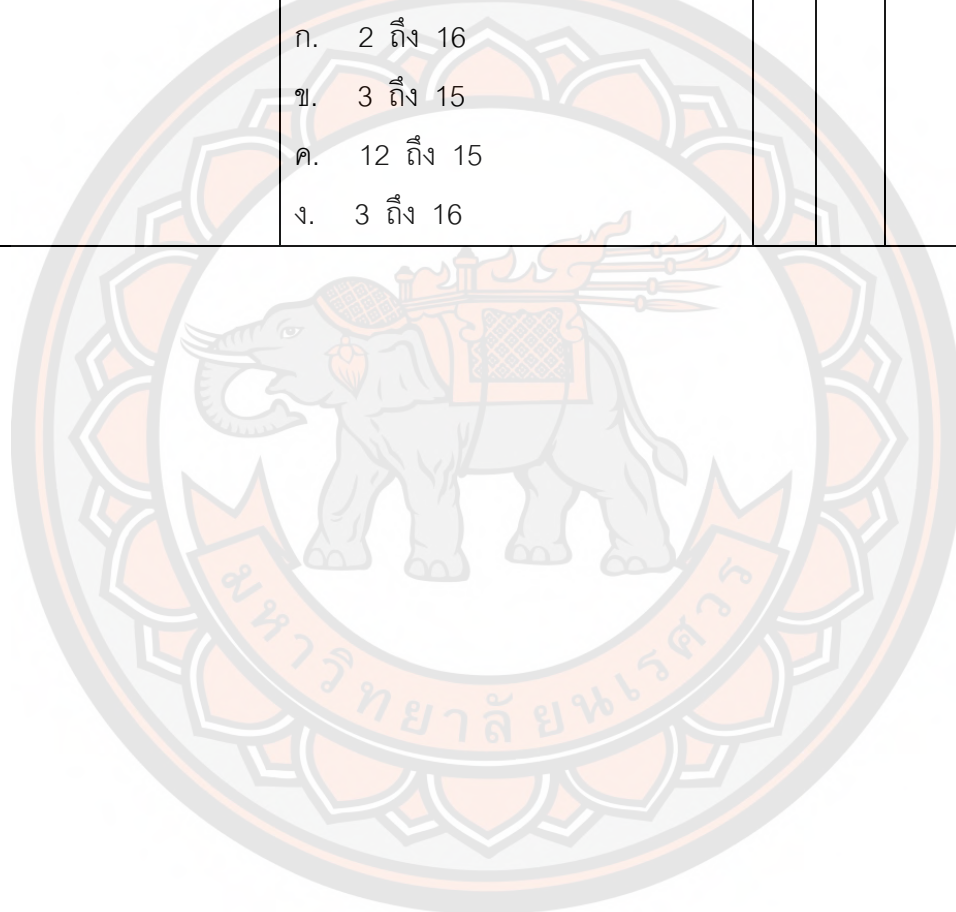 ก. 2 ถึง 16
ข. 3 ถึง 15
ค. 12 ถึง 15
ง. 3 ถึง 16
มหาวิทยาลัยนเรศวร